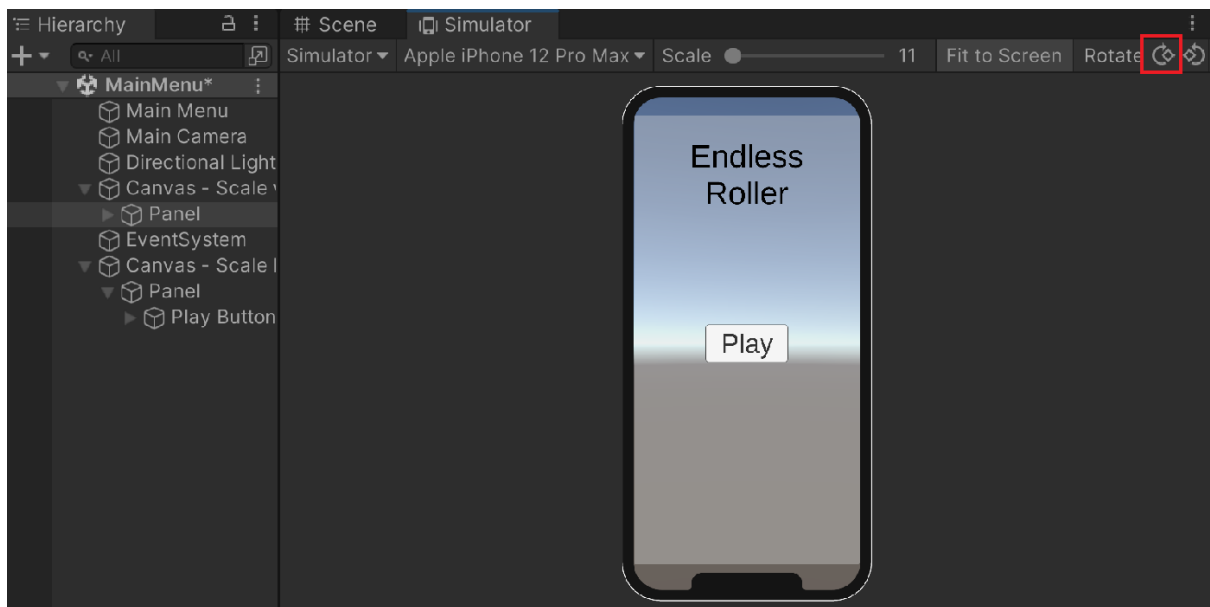 Hierarchy
Scene
Simulator
All
Simulator
Apple iPhone 12 Pro Max
Scale
11
Fit to Screen
Rotate
MainMenu*
Main Menu
Main Camera
Directional Light
Canvas - Scale
Panel
EventSystem
Canvas - Scale
Panel
Play Button
Endless
Roller
Play